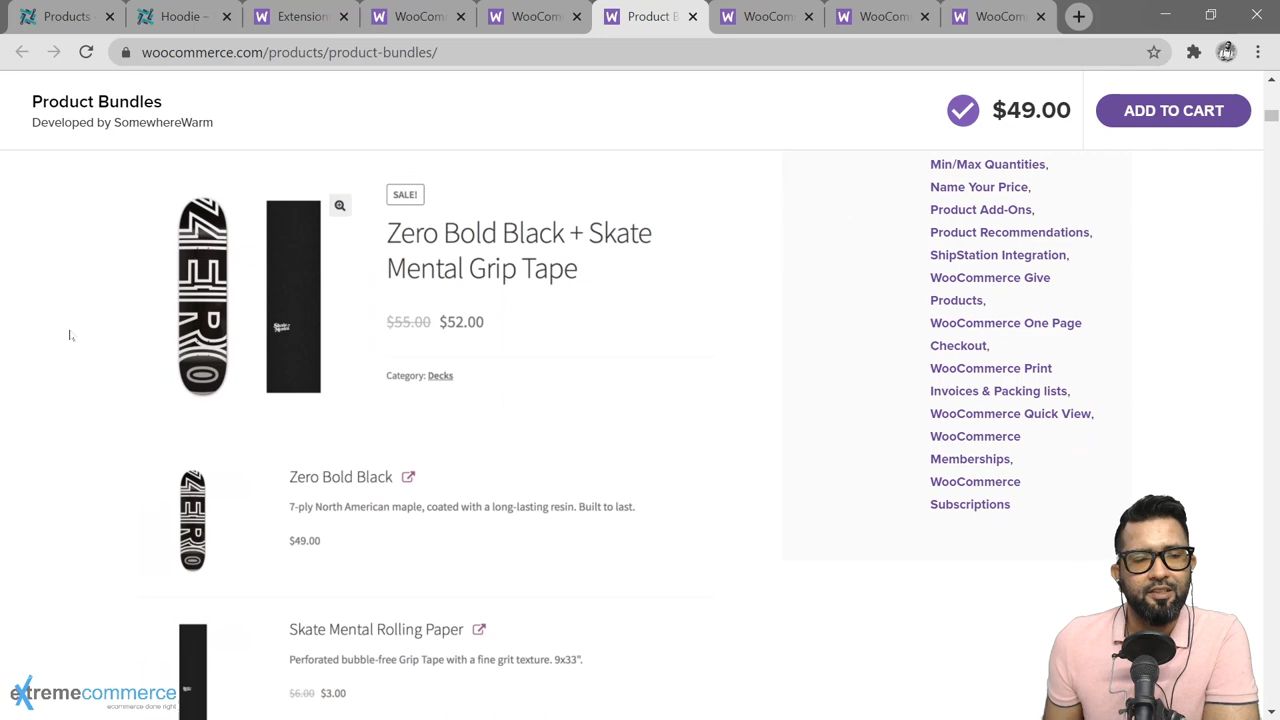 Products
Hoodie
Extension
WooCom
WooCom
Product B
WooCom
WooCom
WooCom
woocommerce.com/products/product-bundles/
Product Bundles
Developed by SomewhereWarm
$49.00
ADD TO CART
SALE!
Zero Bold Black + Skate
Mental Grip Tape
$55.00 $52.00
Category: Decks
Zero Bold Black
7-ply North American maple, coated with a long-lasting resin. Built to last.
$49.00
Skate Mental Rolling Paper
Perforated bubble-free Grip Tape with a fine grit texture. 9x33".
$6.00 $3.00
Min/Max Quantities,
Name Your Price,
Product Add-Ons,
Product Recommendations,
ShipStation Integration,
WooCommerce Give
Products,
WooCommerce One Page
Checkout,
WooCommerce Print
Invoices & Packing lists,
WooCommerce Quick View,
WooCommerce
Memberships,
WooCommerce
Subscriptions
ZERO
ZERO
Skate
Mental
extremecommerce
ecommerce done right